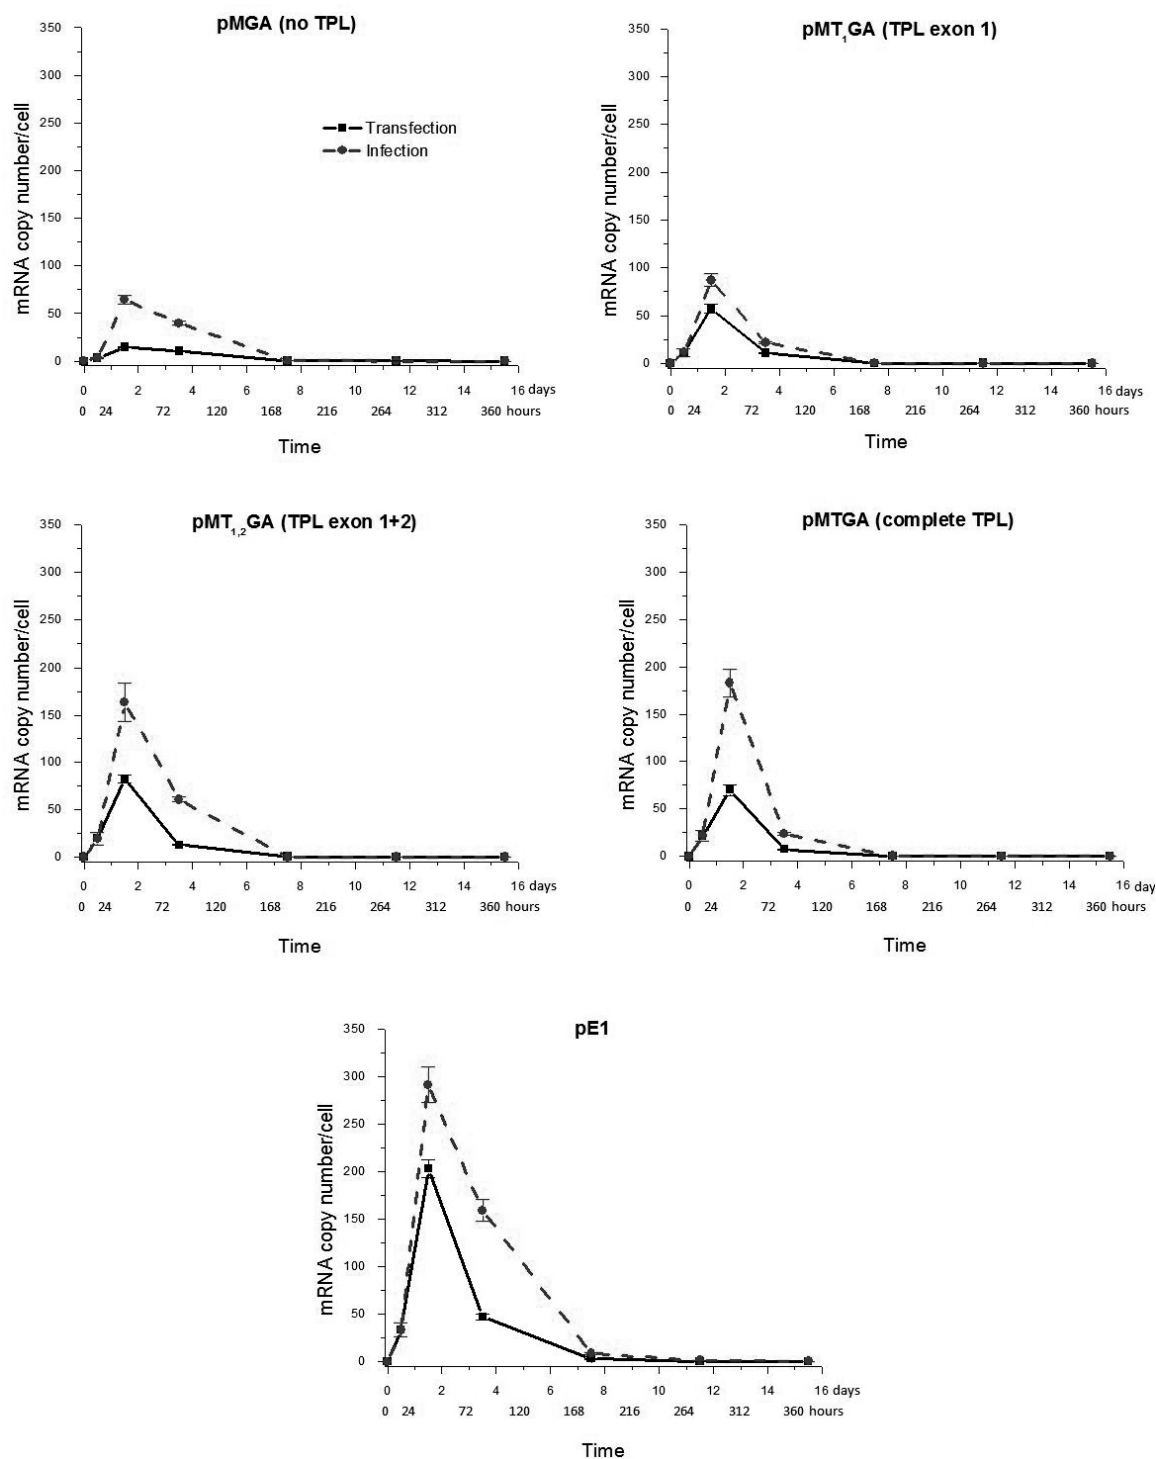 pMGA (no TPL)
350
300
250
200
150
100
50
0
mRNA copy number/cell
Transfection
Infection
0 2 4 6 8 10 12 14 16 days
0 24 72 120 168 216 264 312 360 hours
Time
pMT₁GA (TPL exon 1)
350
300
250
200
150
100
50
0
mRNA copy number/cell
0 2 4 6 8 10 12 14 16 days
0 24 72 120 168 216 264 312 360 hours
Time
pMT₁,₂GA (TPL exon 1+2)
350
300
250
200
150
100
50
0
mRNA copy number/cell
0 2 4 6 8 10 12 14 16 days
0 24 72 120 168 216 264 312 360 hours
Time
pMTGA (complete TPL)
350
300
250
200
150
100
50
0
mRNA copy number/cell
0 2 4 6 8 10 12 14 16 days
0 24 72 120 168 216 264 312 360 hours
Time
pE1
350
300
250
200
150
100
50
0
mRNA copy number/cell
0 2 4 6 8 10 12 14 16 days
0 24 72 120 168 216 264 312 360 hours
Time